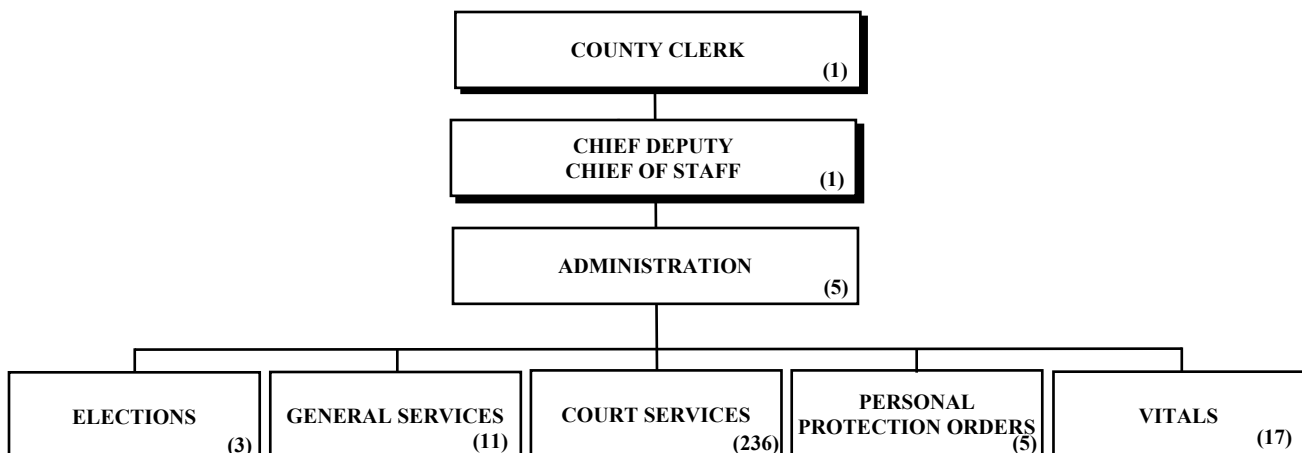 COUNTY CLERK
(1)
CHIEF DEPUTY
CHIEF OF STAFF
(1)
ADMINISTRATION
(5)
ELECTIONS
(3)
GENERAL SERVICES
(11)
COURT SERVICES
(236)
PERSONAL
PROTECTION ORDERS
(5)
VITALS
(17)